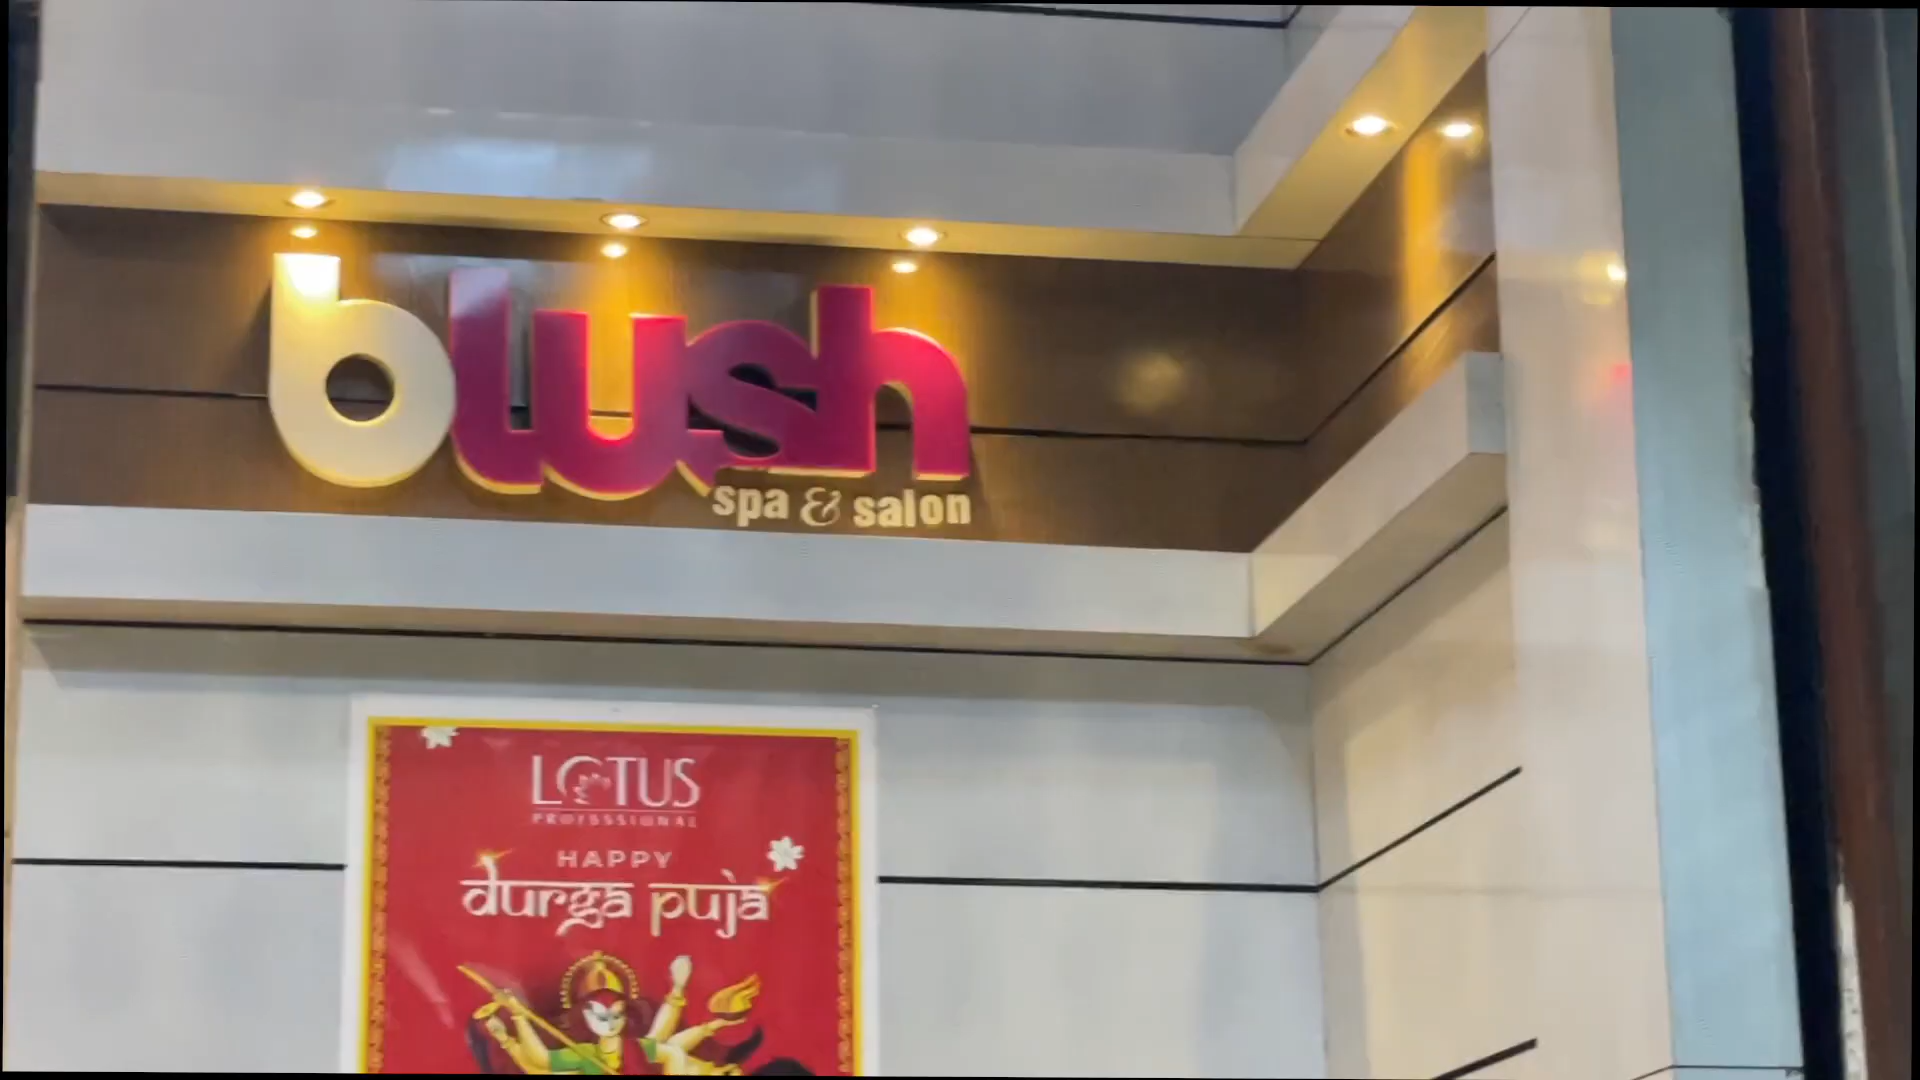 blush
spa & salon
LOTUS
PROFESSIONAL
HAPPY
durga puja